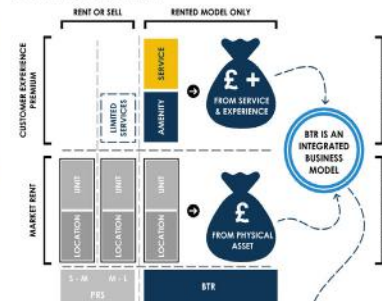 RENT OR SELL
RENTED MODEL ONLY
CUSTOMER EXPERIENCE
PREMIUM
LIMITED
SERVICES
SERVICE
AMENITY
£ +
FROM SERVICE
& EXPERIENCE
BTR IS AN
INTEGRATED
BUSINESS
MODEL
MARKET RENT
UNIT
UNIT
UNIT
LOCATION
LOCATION
LOCATION
£
FROM PHYSICAL
ASSET
S - M
M - L
PRS
BTR